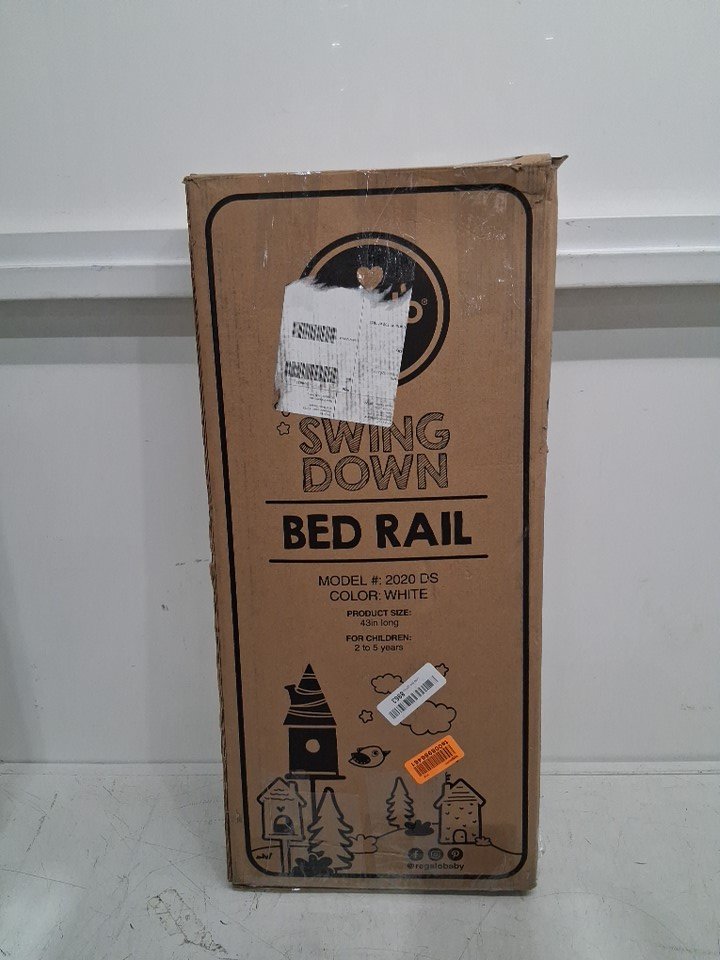 SWING
DOWN
BED RAIL
MODEL #: 2020 DS
COLOR: WHITE
PRODUCT SIZE:
43in long
FOR CHILDREN:
2 to 5 years
8863
@regalobaby